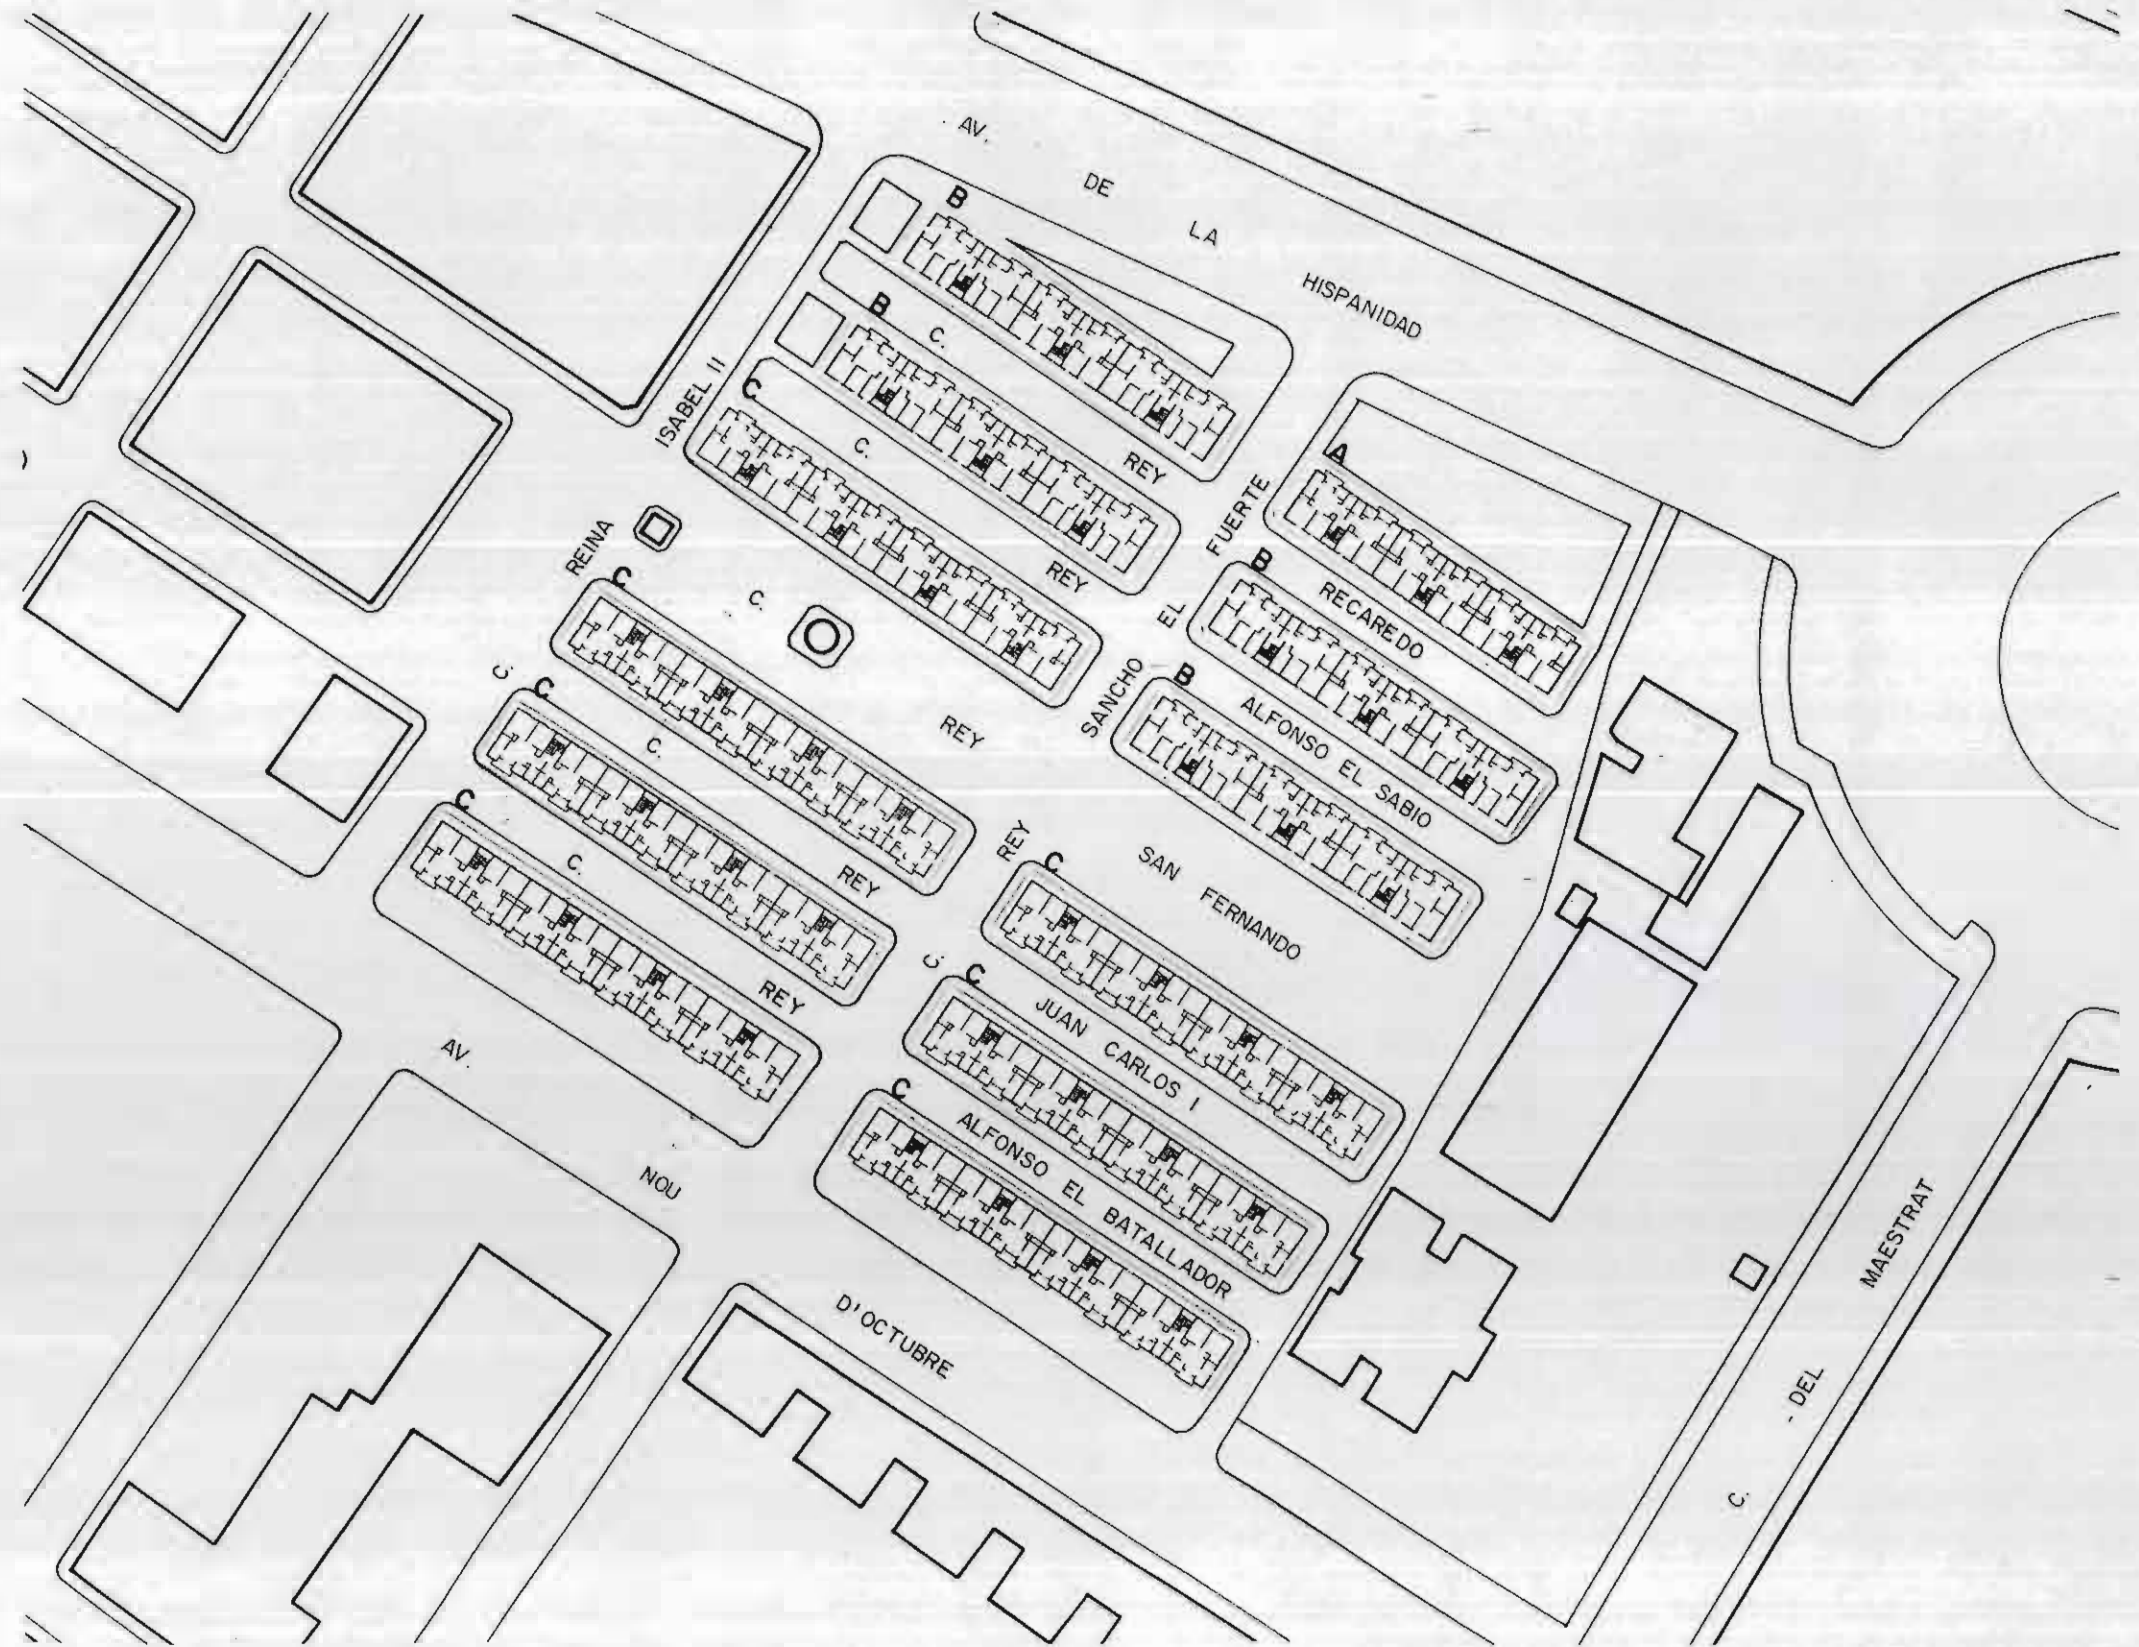 AV. DE LA HISPANIDAD
B
B
C. REY RECAREDO
A
C
C. REY ALFONSO EL SABIO
B
B
C. REINA ISABEL II
C
C. REY SAN FERNANDO
C. REY SANCHO EL FUERTE
C
C. REY JUAN CARLOS I
C
C
C. REY ALFONSO EL BATALLADOR
C
C
AV. NOU D'OCTUBRE
C. DEL MAESTRAT